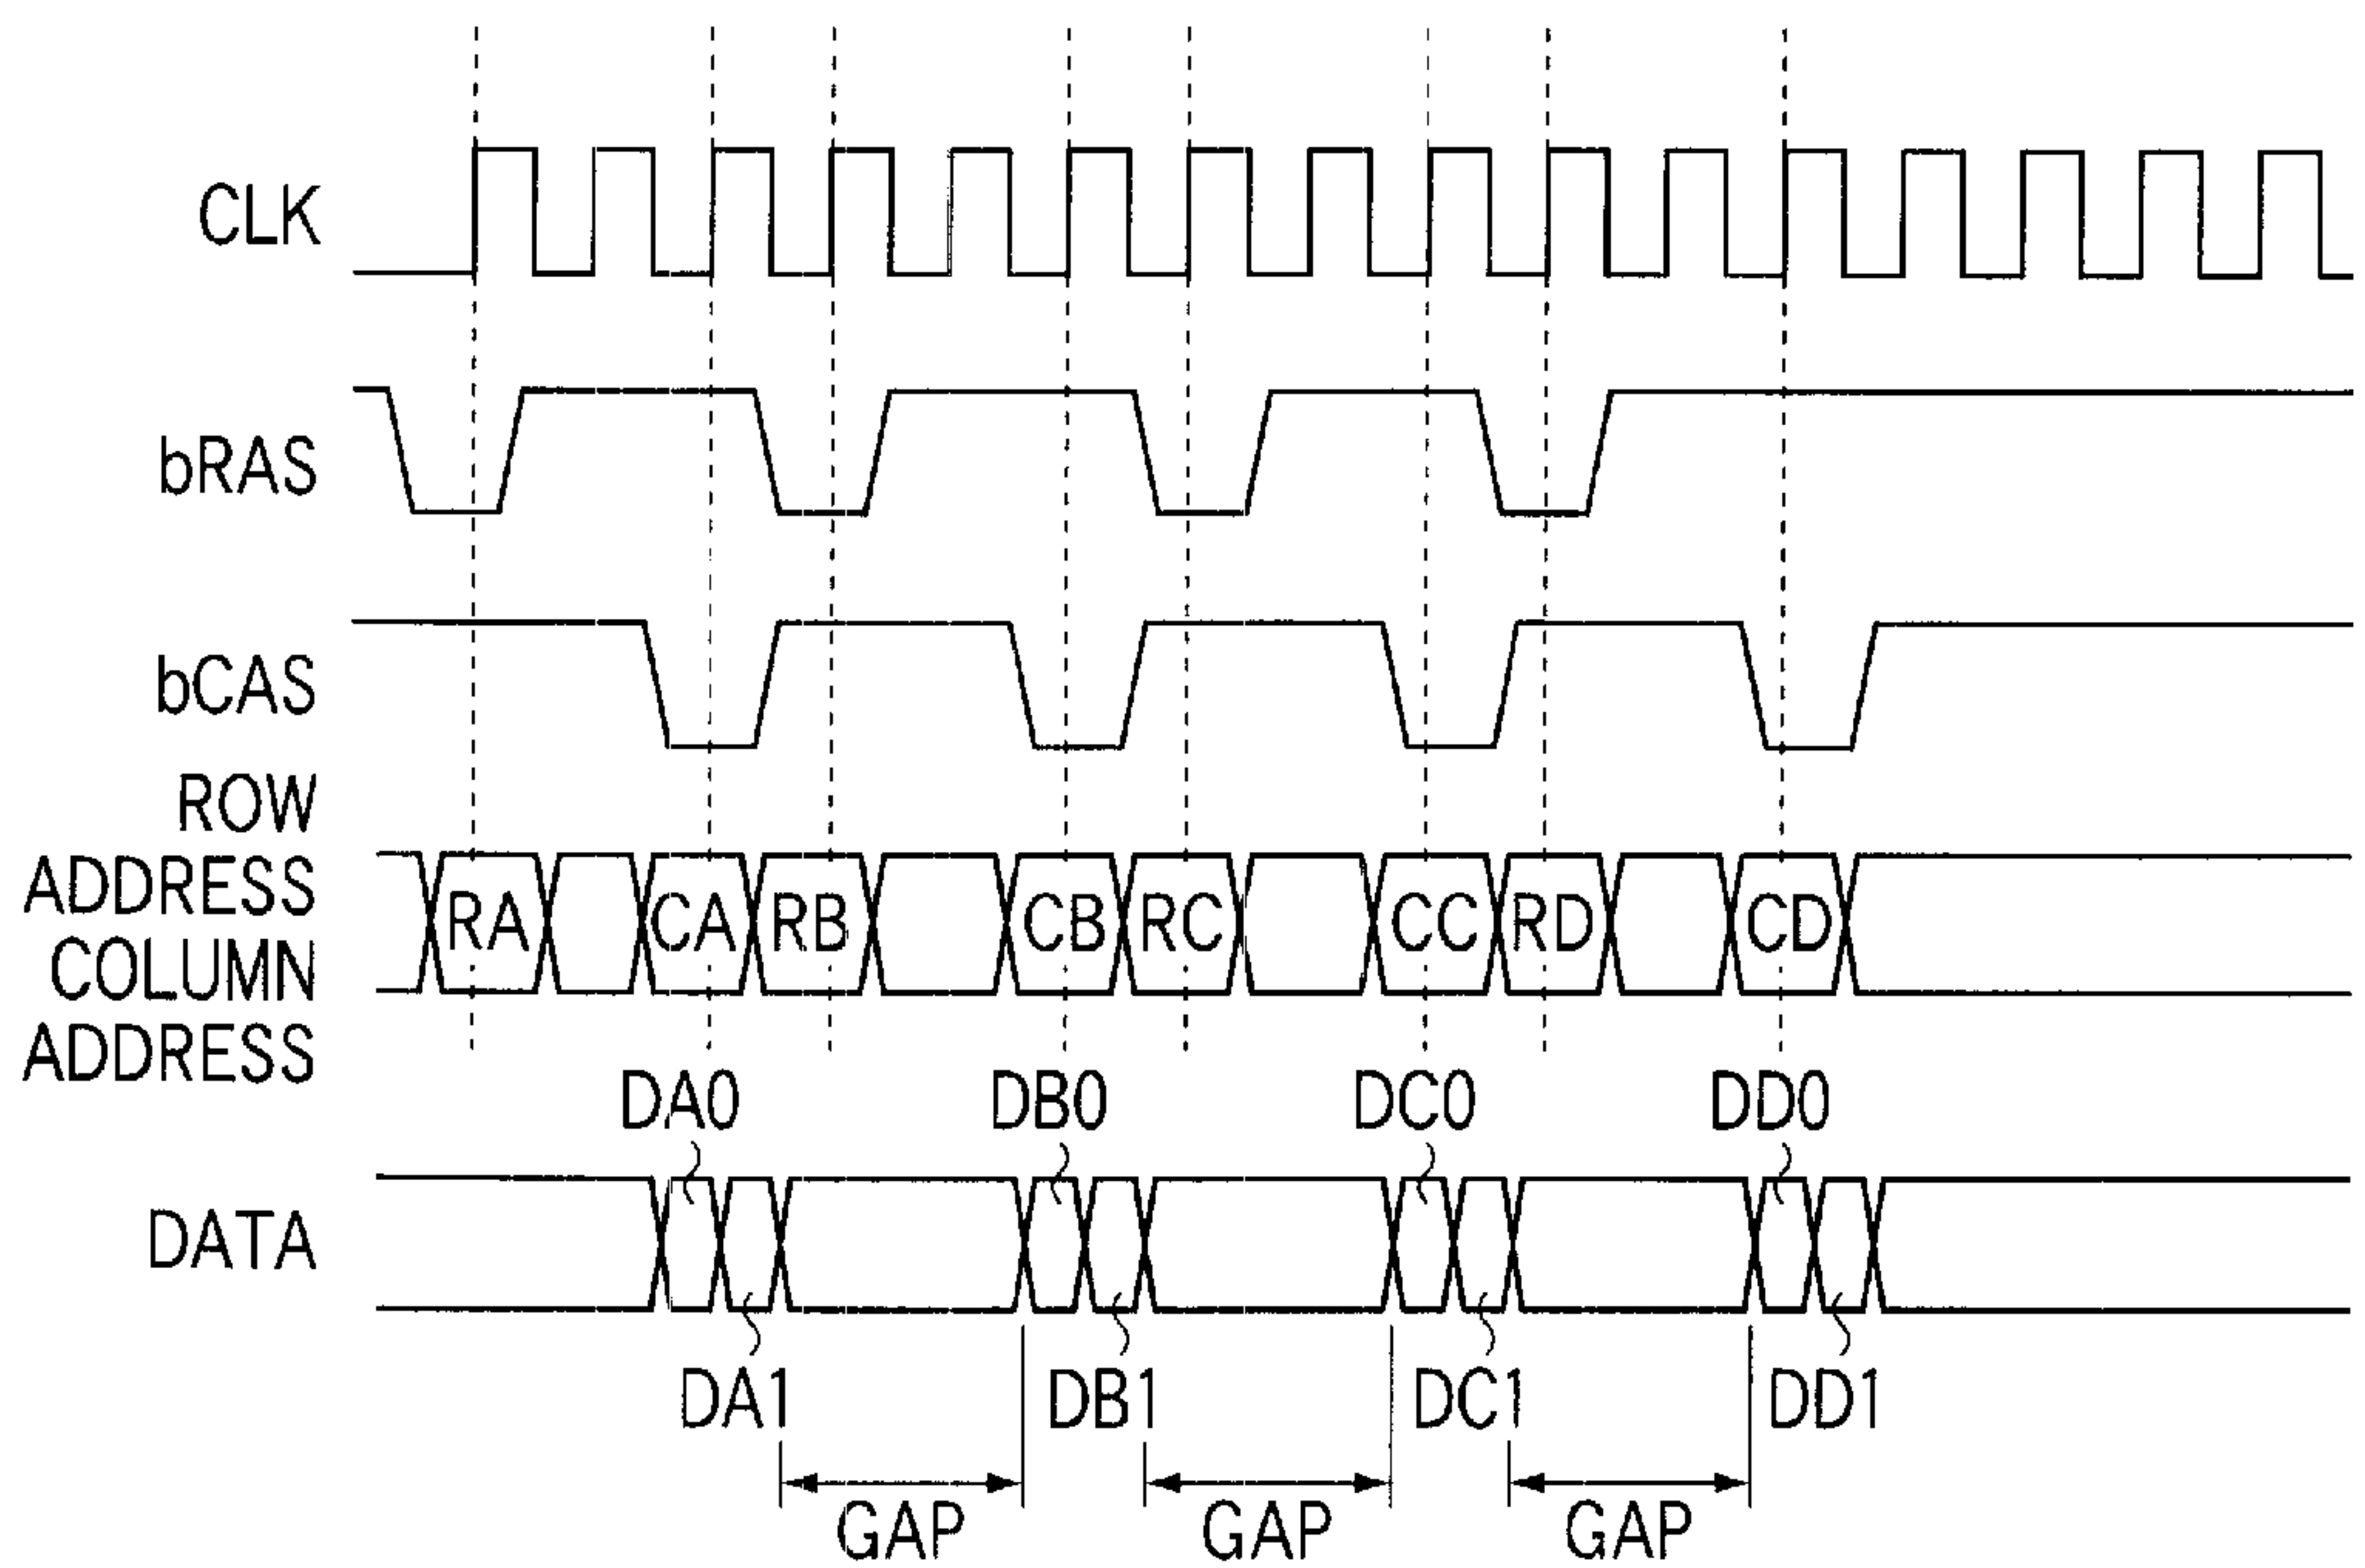 CLK
bRAS
bCAS
ROW
ADDRESS
COLUMN
ADDRESS
RA CA RB CB RC CC RD CD
DA0 DB0 DC0 DD0
DATA
DA1 DB1 DC1 DD1
GAP GAP GAP